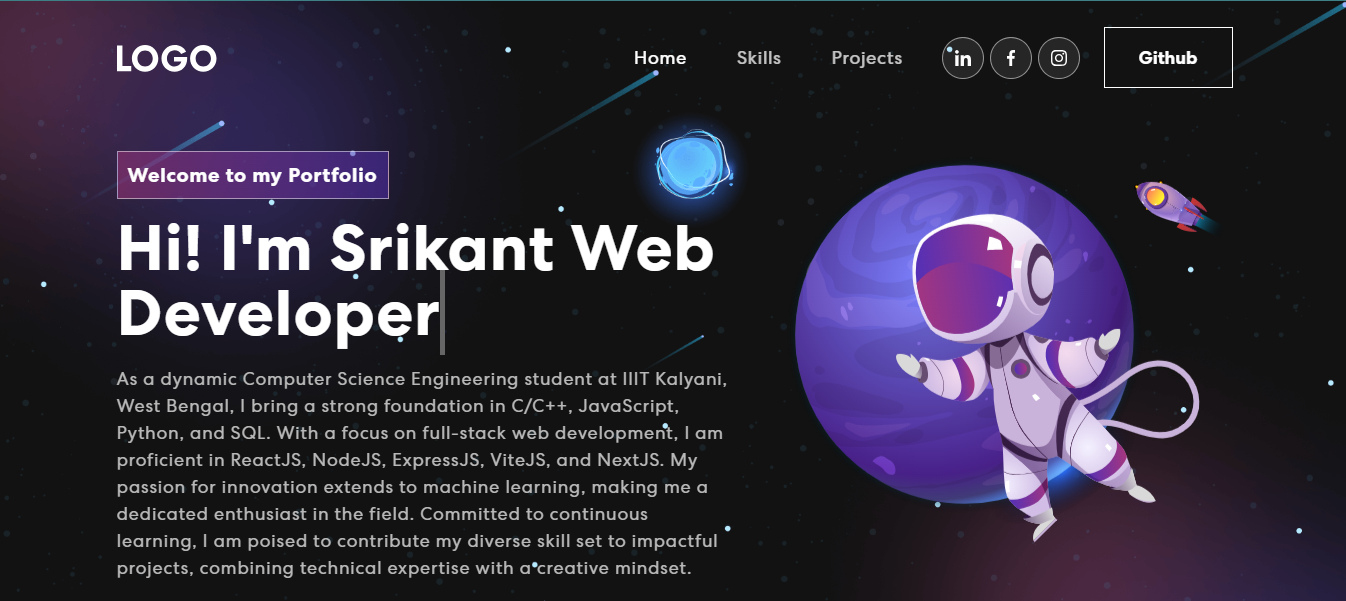 LOGO
Home Skills Projects in f Github
Welcome to my Portfolio
Hi! I'm Srikant Web
Developer
As a dynamic Computer Science Engineering student at IIIT Kalyani,
West Bengal, I bring a strong foundation in C/C++, JavaScript,
Python, and SQL. With a focus on full-stack web development, I am
proficient in ReactJS, NodeJS, ExpressJS, ViteJS, and NextJS. My
passion for innovation extends to machine learning, making me a
dedicated enthusiast in the field. Committed to continuous
learning, I am poised to contribute my diverse skill set to impactful
projects, combining technical expertise with a creative mindset.